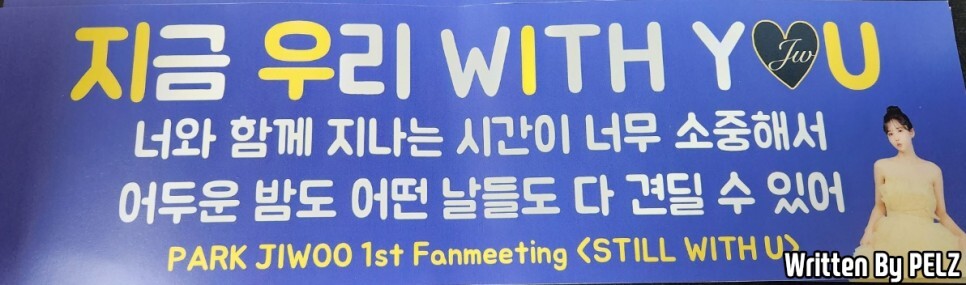 지금 우리 WITH YOU
Jw
너와 함께 지나는 시간이 너무 소중해서
어두운 밤도 어떤 날들도 다 견딜 수 있어
PARK JIWOO 1st Fanmeeting <STILL WITH U>
Written By PELZ